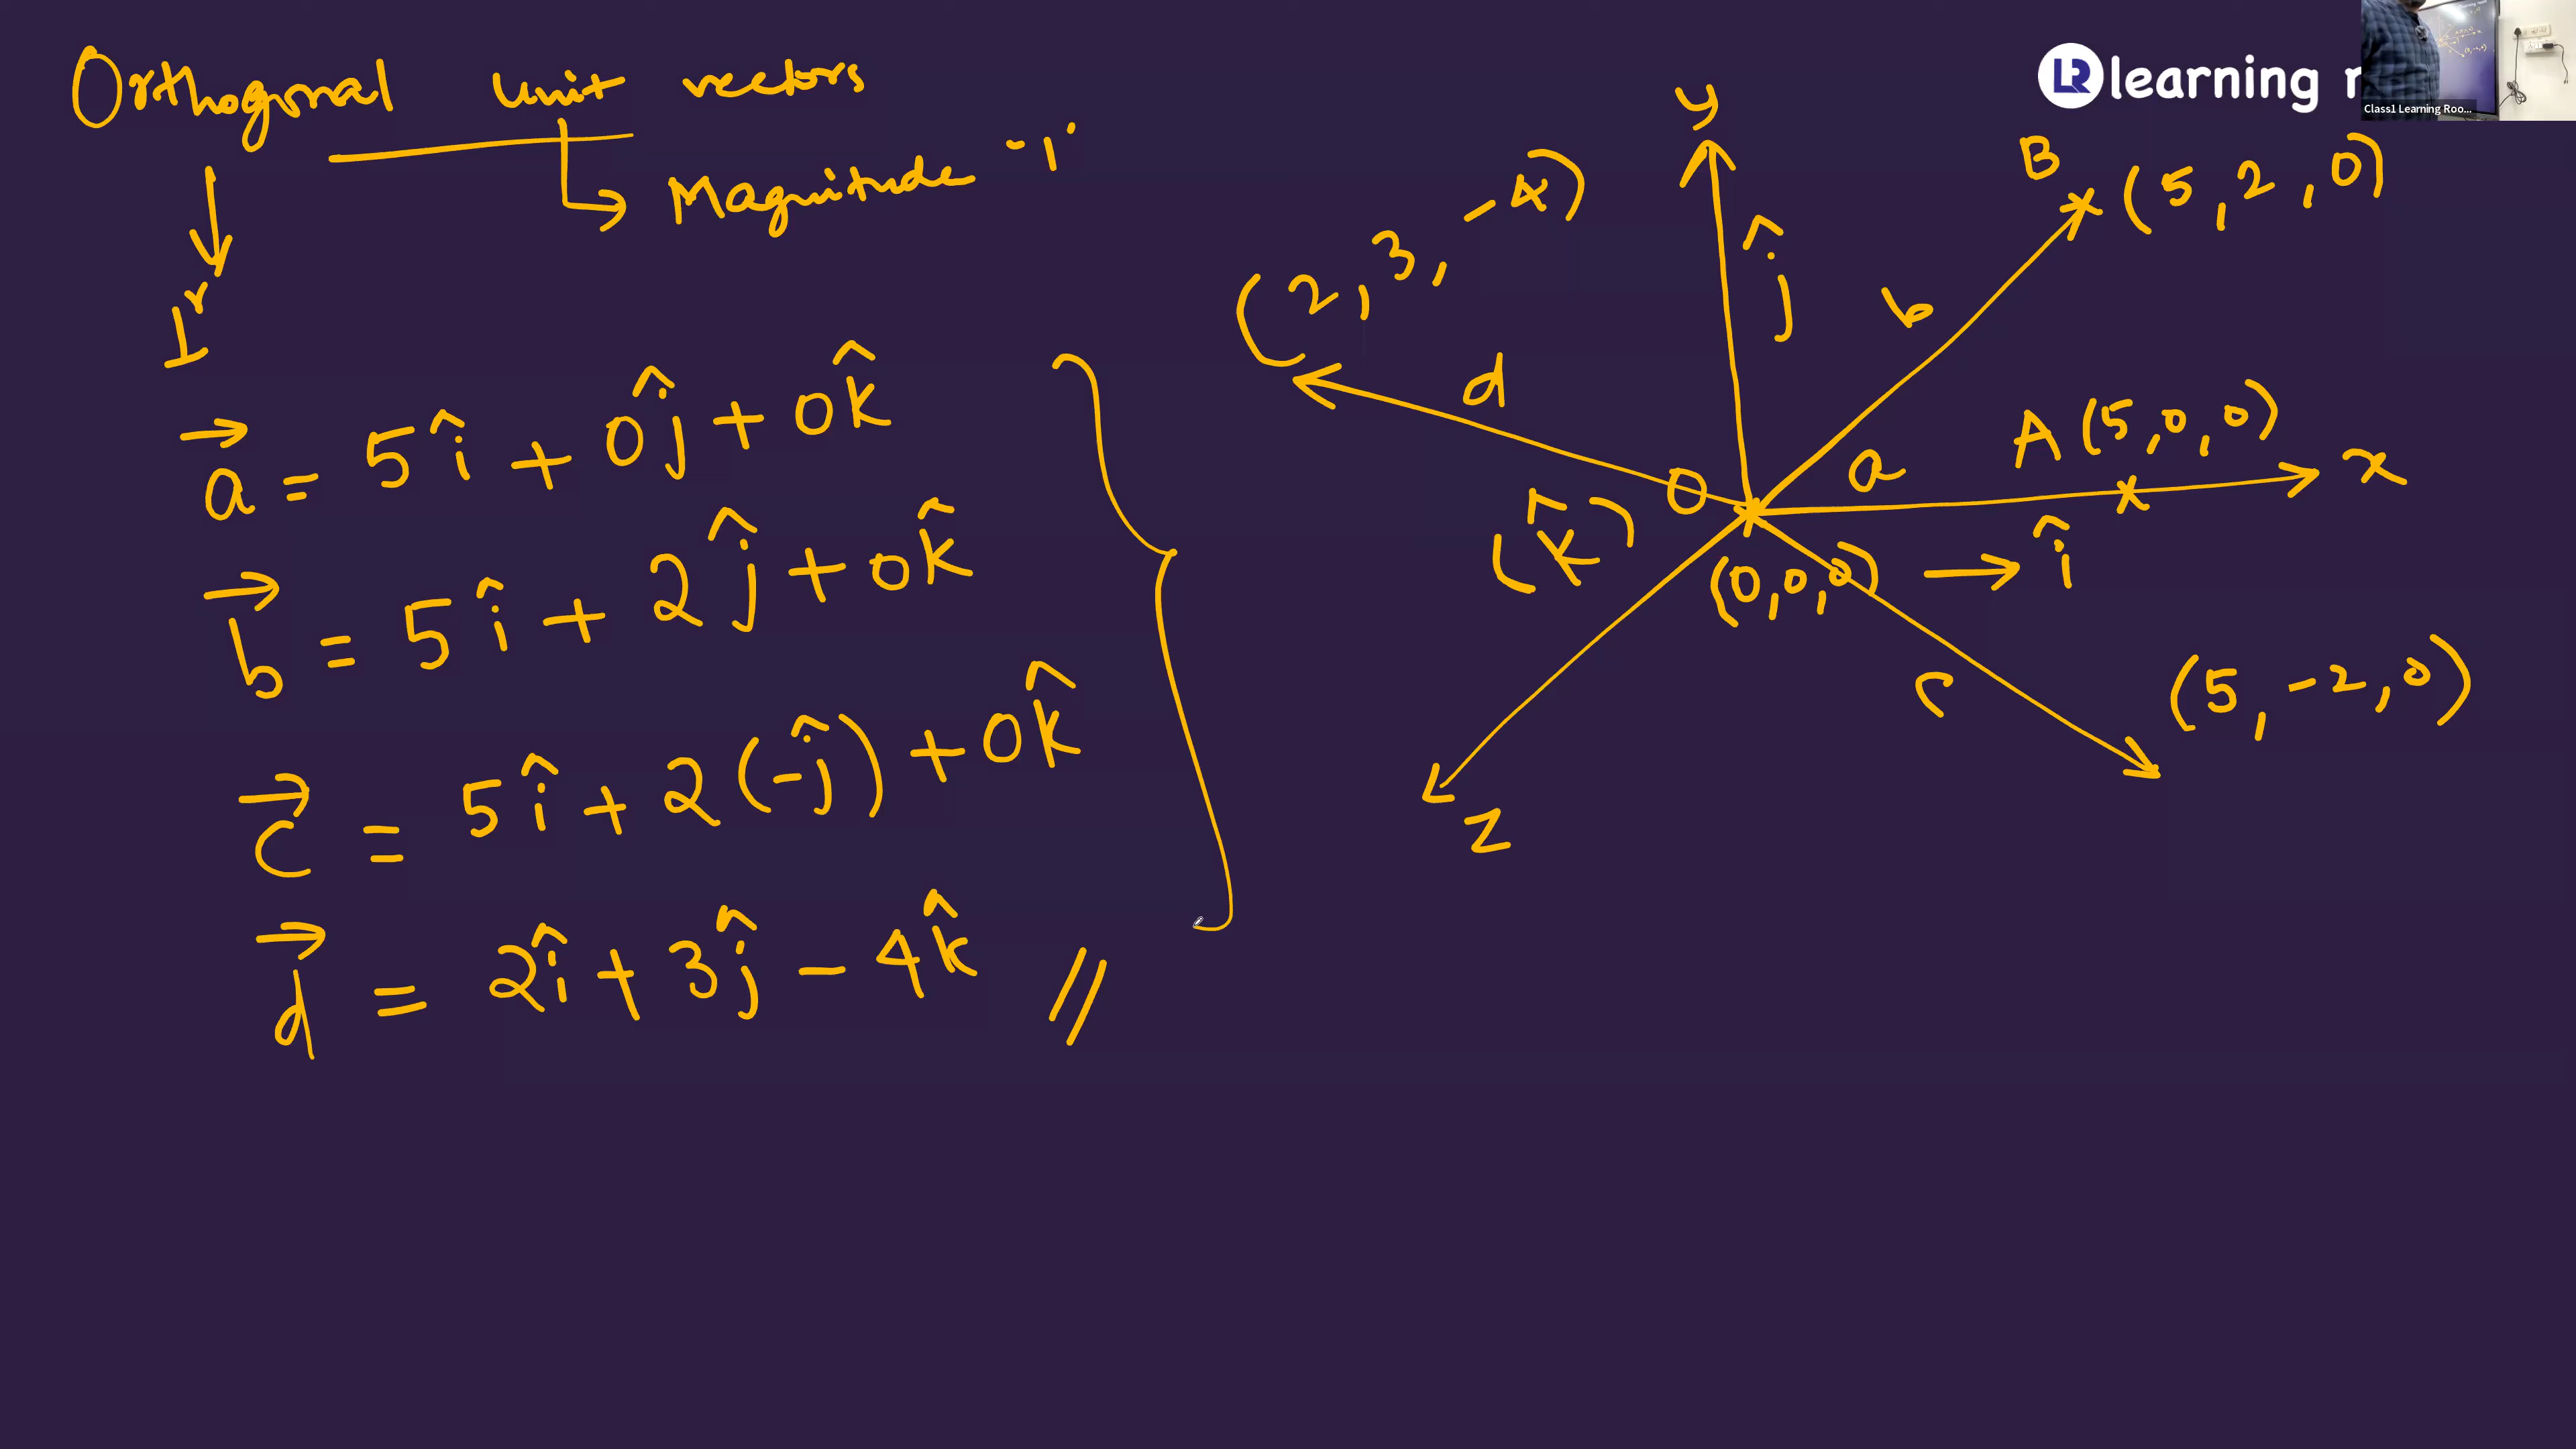 Orthogonal unit vectors
Magnitude - '1'
⊥r
a⃗ = 5î + 0ĵ + 0k̂
b⃗ = 5î + 2ĵ + 0k̂
c⃗ = 5î + 2(-ĵ) + 0k̂
d⃗ = 2î + 3ĵ - 4k̂ //
LR learning
Class1 Learning Roo...
y
ĵ
B (5, 2, 0)
b
(2, 3, -4)
d
A (5, 0, 0)
a
x
O
(k̂)
(0, 0, 0) → î
c
(5, -2, 0)
z